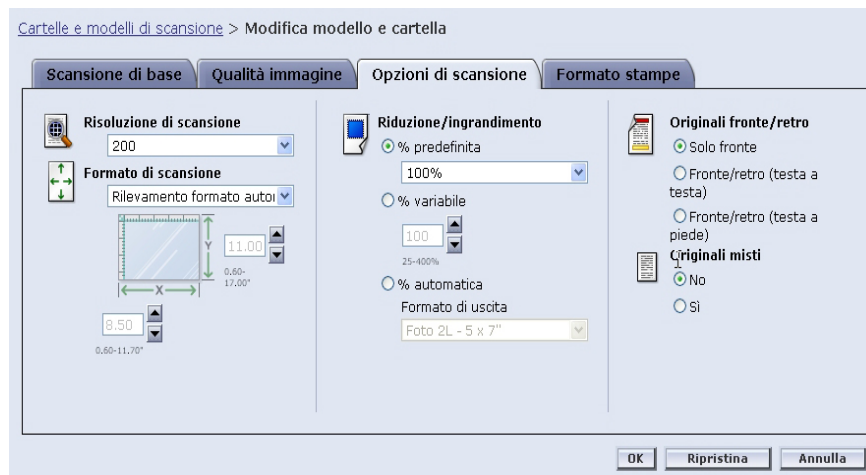 Cartelle e modelli di scansione > Modifica modello e cartella
Scansione di base
Qualità immagine
Opzioni di scansione
Formato stampe
Risoluzione di scansione
200
Formato di scansione
Rilevamento formato autor
Y
11.00
0.60-
17.00"
X
8.50
0.60-11.70"
Riduzione/ingrandimento
% predefinita
100%
% variabile
100
25-400%
% automatica
Formato di uscita
Foto 2L - 5 x 7"
Originali fronte/retro
Solo fronte
Fronte/retro (testa a
testa)
Fronte/retro (testa a
piede)
Originali misti
No
Sì
OK
Ripristina
Annulla